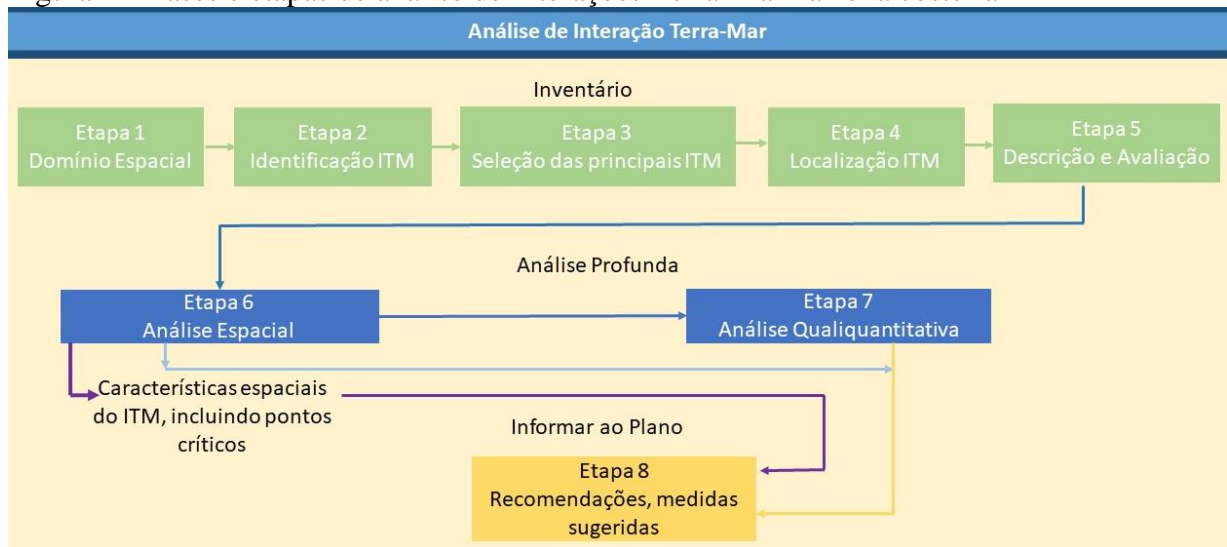 Análise de Interação Terra-Mar
Inventário
Etapa 1
Domínio Espacial
Etapa 2
Identificação ITM
Etapa 3
Seleção das principais ITM
Etapa 4
Localização ITM
Etapa 5
Descrição e Avaliação
Análise Profunda
Etapa 6
Análise Espacial
Etapa 7
Análise Qualiquantitativa
Características espaciais
do ITM, incluindo pontos
críticos
Informar ao Plano
Etapa 8
Recomendações, medidas
sugeridas